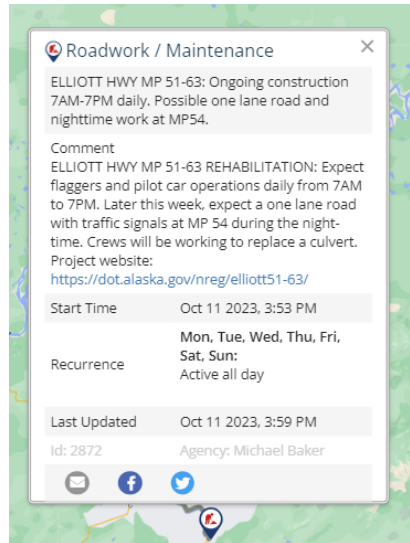 Roadwork / Maintenance
ELLIOTT HWY MP 51-63: Ongoing construction
7AM-7PM daily. Possible one lane road and
nighttime work at MP54.
Comment
ELLIOTT HWY MP 51-63 REHABILITATION: Expect
flaggers and pilot car operations daily from 7AM
to 7PM. Later this week, expect a one lane road
with traffic signals at MP 54 during the night-
time. Crews will be working to replace a culvert.
Project website:
https://dot.alaska.gov/nreg/elliott51-63/
Start Time Oct 11 2023, 3:53 PM
Recurrence Mon, Tue, Wed, Thu, Fri,
Sat, Sun:
Active all day
Last Updated Oct 11 2023, 3:59 PM
Id: 2872 Agency: Michael Baker